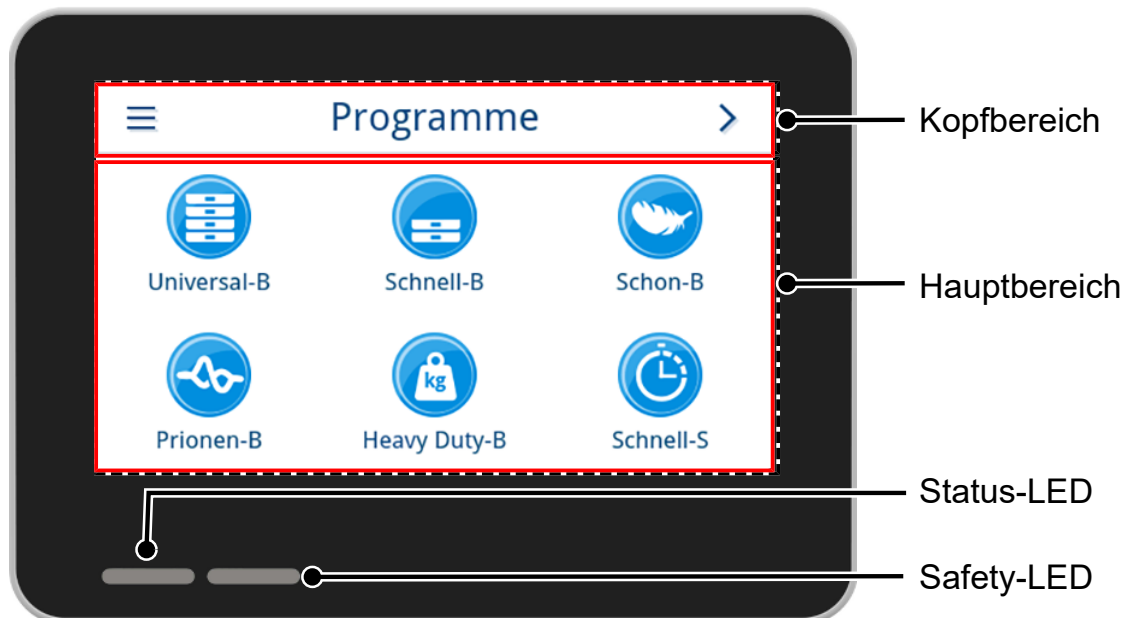 Programme
Kopfbereich
Universal-B
Schnell-B
Schon-B
Hauptbereich
kg
Prionen-B
Heavy Duty-B
Schnell-S
Status-LED
Safety-LED